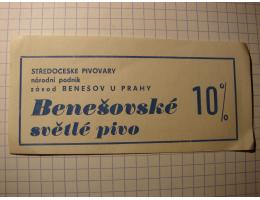 STŘEDOČESKÉ PIVOVARY
národní podnik
závod BENEŠOV U PRAHY
Benešovské 10%
světlé pivo